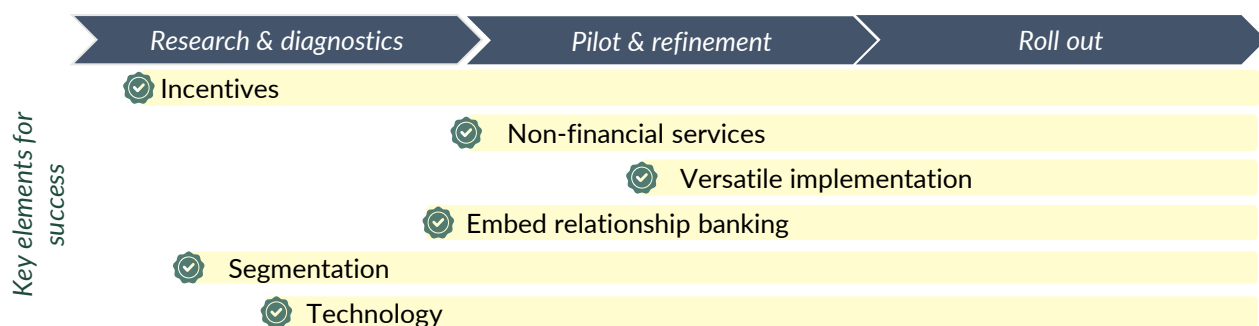 Research & diagnostics
Pilot & refinement
Roll out
Key elements for
success
Incentives
Non-financial services
Versatile implementation
Embed relationship banking
Segmentation
Technology